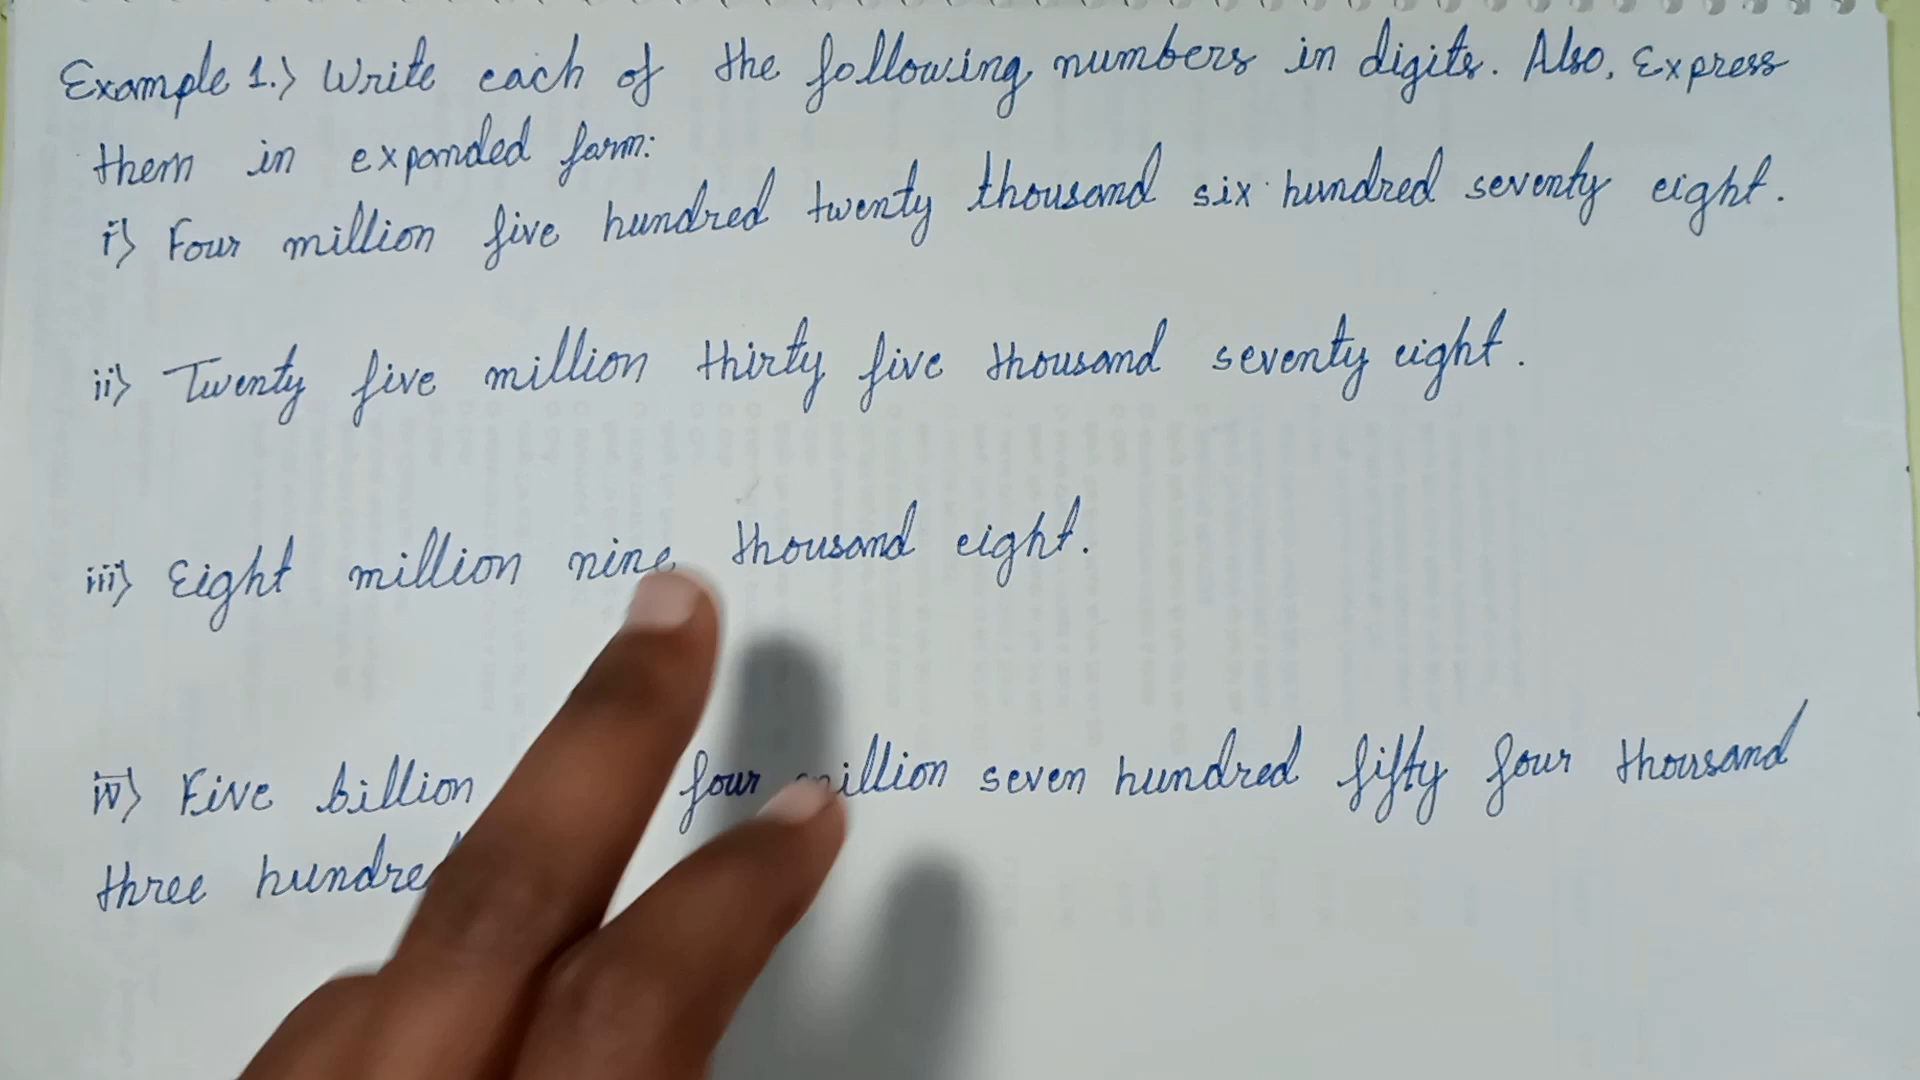 Example 1.) Write each of the following numbers in digits. Also, Express
them in expanded form:
i) Four million five hundred twenty thousand six hundred seventy eight.
ii) Twenty five million thirty five thousand seventy eight.
iii) Eight million nine thousand eight.
iv) Five billion four million seven hundred fifty four thousand
three